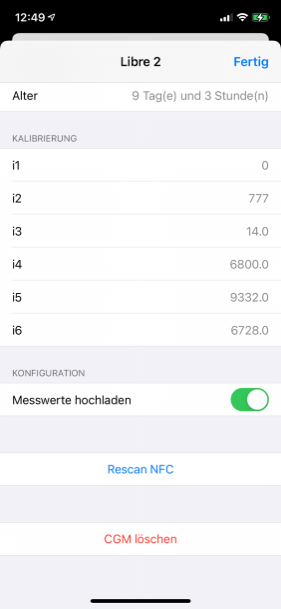 12:49
Libre 2
Fertig
Alter
9 Tag(e) und 3 Stunde(n)
KALIBRIERUNG
i1
0
i2
777
i3
14.0
i4
6800.0
i5
9332.0
i6
6728.0
KONFIGURATION
Messwerte hochladen
Rescan NFC
CGM löschen